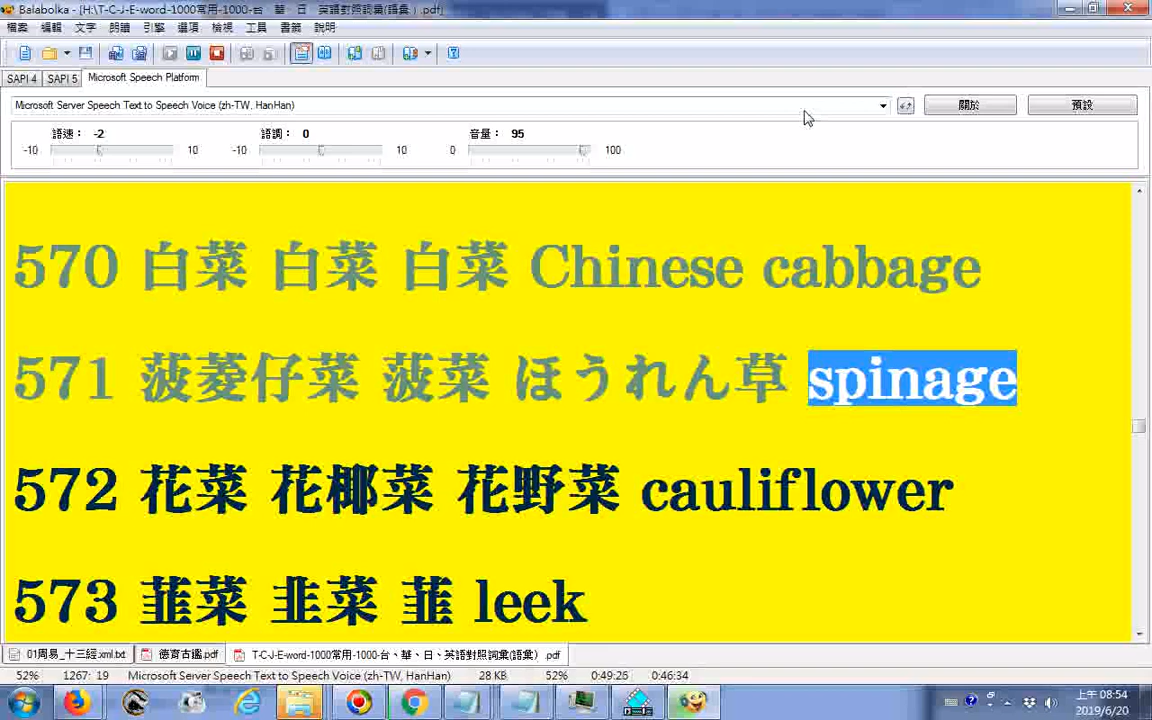 Balabolka - [H:\T-C-J-E-word-1000常用-1000-台、華、日、英語對照詞彙(語彙).pdf]
檔案 編輯 文字 朗讀 引擎 選項 檢視 工具 書籤 說明
SAPI 4 SAPI 5 Microsoft Speech Platform
Microsoft Server Speech Text to Speech Voice (zh-TW, HanHan) 關於 預設
語速： -2 語調： 0 音量： 95
-10 10 -10 10 0 100
570 白菜 白菜 白菜 Chinese cabbage
571 菠薐仔菜 菠菜 ほうれん草 spinage
572 花菜 花椰菜 花野菜 cauliflower
573 韮菜 韭菜 韮 leek
01周易_十三經.xml.txt 德育古鑑.pdf T-C-J-E-word-1000常用-1000-台、華、日、英語對照詞彙(語彙) .pdf
52% 1267: 19 Microsoft Server Speech Text to Speech Voice (zh-TW, HanHan) 28 KB 52% 0:49:26 0:46:34
上午 08:54
2019/6/20